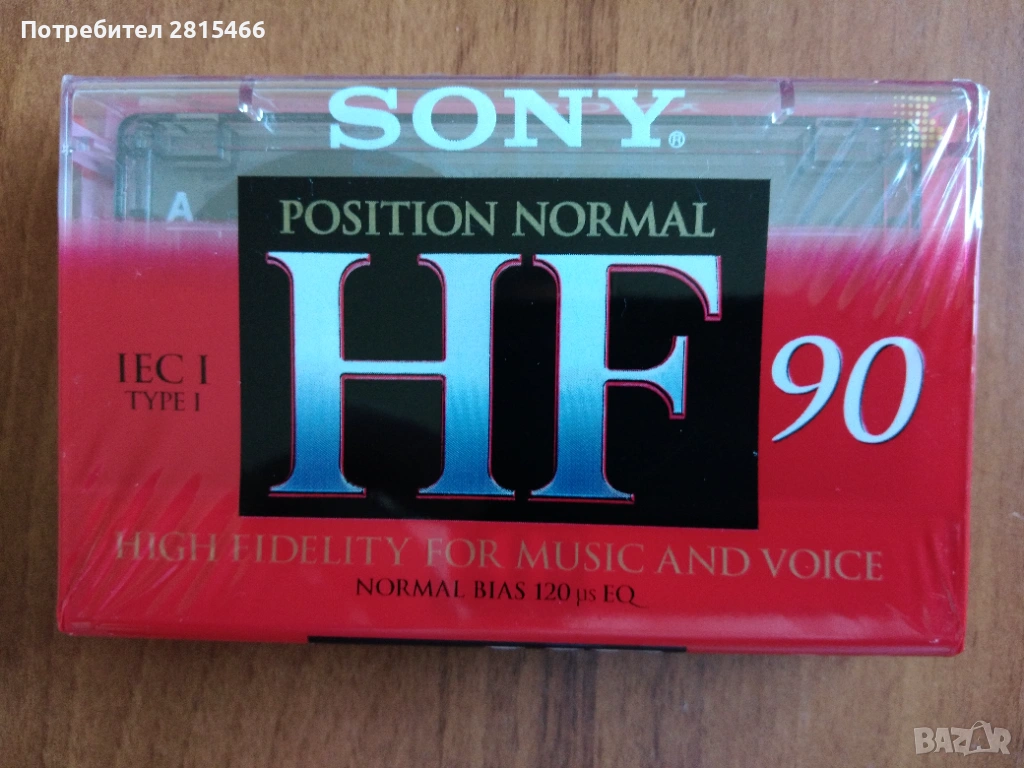 Потребител 2815466
SONY®
A
POSITION NORMAL
HF
IEC I
TYPE I
90
HIGH FIDELITY FOR MUSIC AND VOICE
NORMAL BIAS 120 µs EQ
BAZAR